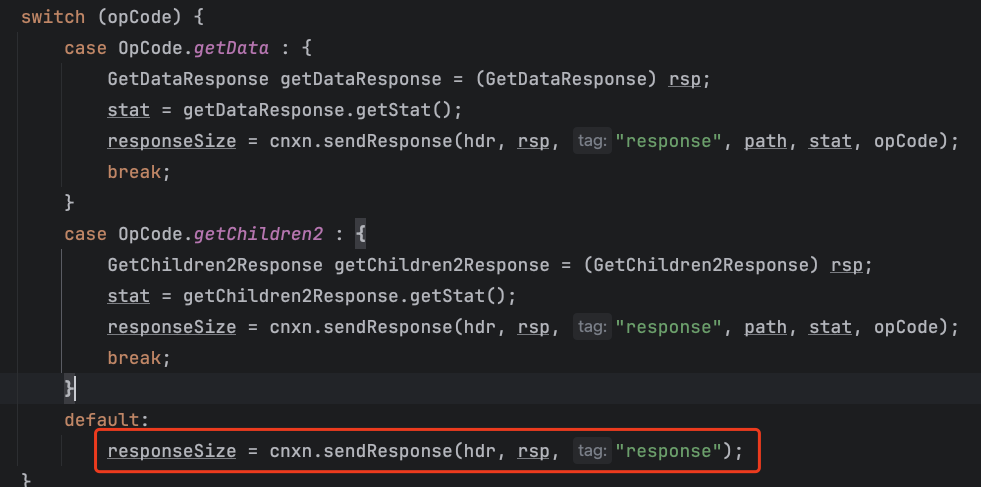 switch (opCode) {
case OpCode.getData : {
GetDataResponse getDataResponse = (GetDataResponse) rsp;
stat = getDataResponse.getStat();
responseSize = cnxn.sendResponse(hdr, rsp, tag: "response", path, stat, opCode);
break;
}
case OpCode.getChildren2 : {
GetChildren2Response getChildren2Response = (GetChildren2Response) rsp;
stat = getChildren2Response.getStat();
responseSize = cnxn.sendResponse(hdr, rsp, tag: "response", path, stat, opCode);
break;
}
default:
responseSize = cnxn.sendResponse(hdr, rsp, tag: "response");
}